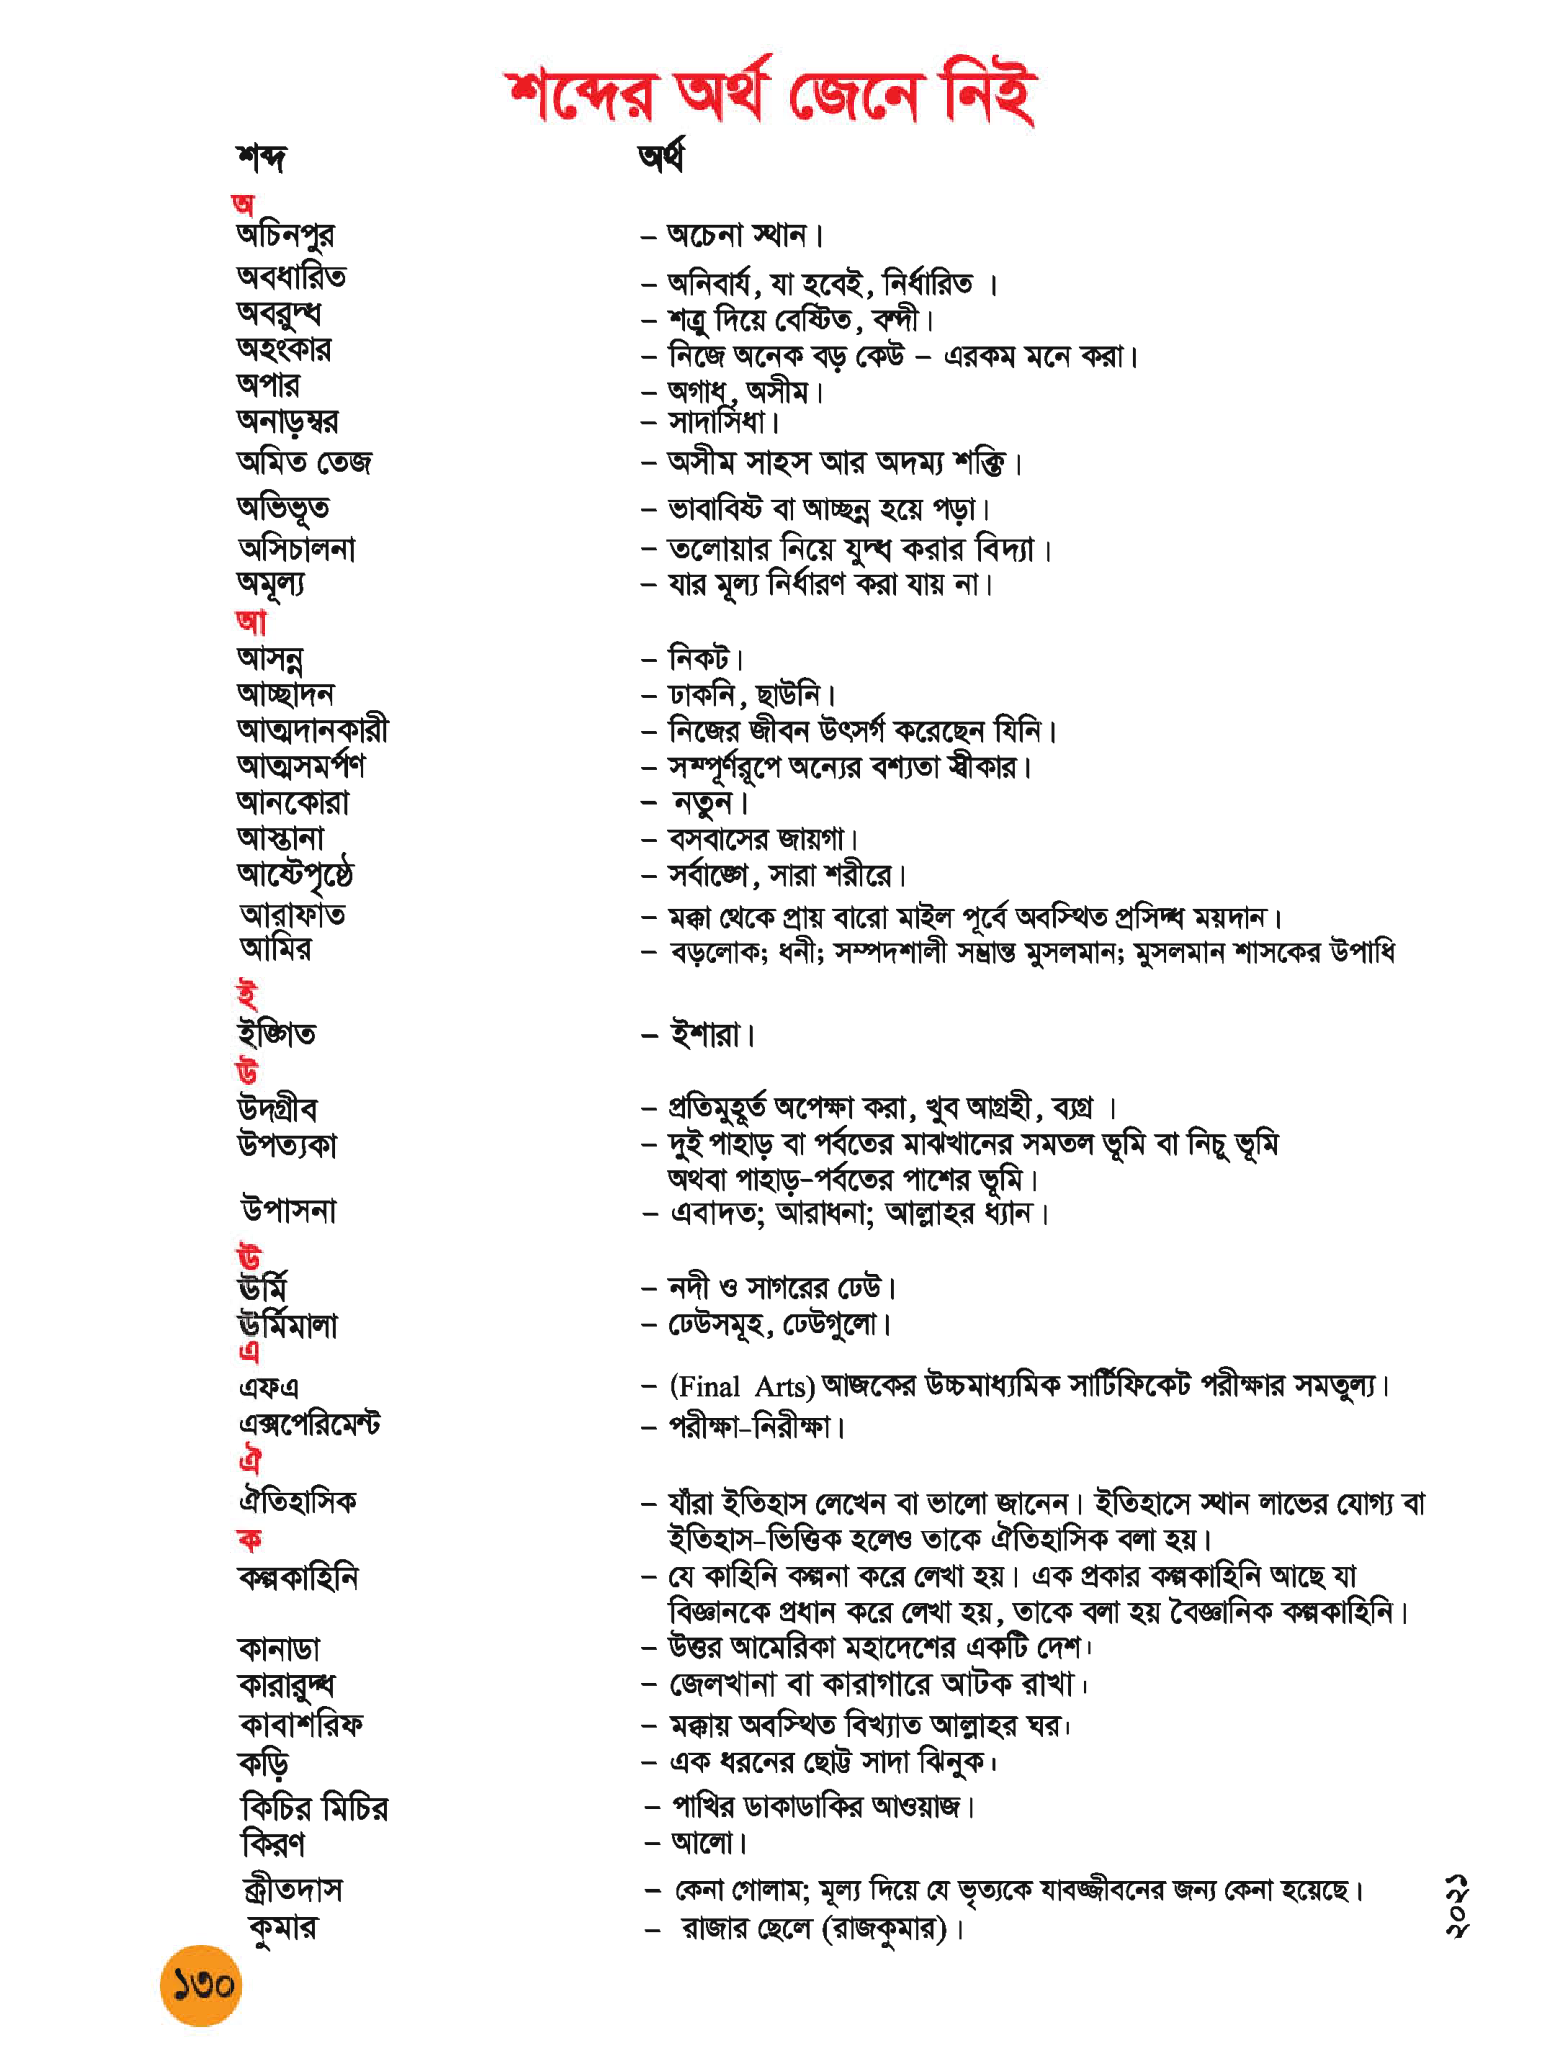 শব্দের অর্থ জেনে নিই
শব্দ অর্থ
অ
অচিনপুর – অচেনা স্থান।
অবধারিত – অনিবার্য, যা হবেই, নির্ধারিত ।
অবরুদ্ধ – শত্রু দিয়ে বেষ্টিত, বন্দী।
অহংকার – নিজে অনেক বড় কেউ – এরকম মনে করা।
অপার – অগাধ, অসীম।
অনাড়ম্বর – সাদাসিধা।
অমিত তেজ – অসীম সাহস আর অদম্য শক্তি।
অভিভূত – ভাবাবিষ্ট বা আচ্ছন্ন হয়ে পড়া।
অসিচালনা – তলোয়ার নিয়ে যুদ্ধ করার বিদ্যা।
অমূল্য – যার মূল্য নির্ধারণ করা যায় না।
আ
আসন্ন – নিকট।
আচ্ছাদন – ঢাকনি, ছাউনি।
আত্মদানকারী – নিজের জীবন উৎসর্গ করেছেন যিনি।
আত্মসমর্পণ – সম্পূর্ণরূপে অন্যের বশ্যতা স্বীকার।
আনকোরা – নতুন।
আস্তানা – বসবাসের জায়গা।
আষ্টেপৃষ্ঠে – সর্বাঙ্গে, সারা শরীরে।
আরাফাত – মক্কা থেকে প্রায় বারো মাইল পূর্বে অবস্থিত প্রসিদ্ধ ময়দান।
আমির – বড়লোক; ধনী; সম্পদশালী সম্ভ্রান্ত মুসলমান; মুসলমান শাসকের উপাধি
ই
ইঙ্গিত – ইশারা।
উ
উদগ্রীব – প্রতিমুহূর্ত অপেক্ষা করা, খুব আগ্রহী, ব্যগ্র ।
উপত্যকা – দুই পাহাড় বা পর্বতের মাঝখানের সমতল ভূমি বা নিচু ভূমি
অথবা পাহাড়-পর্বতের পাশের ভূমি।
উপাসনা – এবাদত; আরাধনা; আল্লাহর ধ্যান।
ঊ
ঊর্মি – নদী ও সাগরের ঢেউ।
ঊর্মিমালা – ঢেউসমূহ, ঢেউগুলো।
এ
এফএ – (Final Arts) আজকের উচ্চমাধ্যমিক সার্টিফিকেট পরীক্ষার সমতুল্য।
এক্সপেরিমেন্ট – পরীক্ষা-নিরীক্ষা।
ঐ
ঐতিহাসিক – যাঁরা ইতিহাস লেখেন বা ভালো জানেন। ইতিহাসে স্থান লাভের যোগ্য বা
ইতিহাস-ভিত্তিক হলেও তাকে ঐতিহাসিক বলা হয়।
ক
কল্পকাহিনি – যে কাহিনি কল্পনা করে লেখা হয়। এক প্রকার কল্পকাহিনি আছে যা
বিজ্ঞানকে প্রধান করে লেখা হয়, তাকে বলা হয় বৈজ্ঞানিক কল্পকাহিনি।
কানাডা – উত্তর আমেরিকা মহাদেশের একটি দেশ।
কারারুদ্ধ – জেলখানা বা কারাগারে আটক রাখা।
কাবাশরিফ – মক্কায় অবস্থিত বিখ্যাত আল্লাহর ঘর।
কড়ি – এক ধরনের ছোট্ট সাদা ঝিনুক।
কিচির মিচির – পাখির ডাকাডাকির আওয়াজ।
কিরণ – আলো।
ক্রীতদাস – কেনা গোলাম; মূল্য দিয়ে যে ভৃত্যকে যাবজ্জীবনের জন্য কেনা হয়েছে।
কুমার – রাজার ছেলে (রাজকুমার)।
২০২১
১৩০